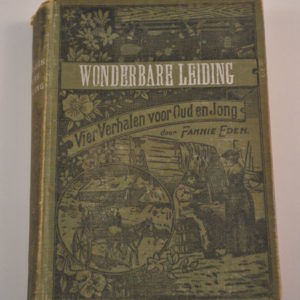 WONDERBARE LEIDING
Vier Verhalen voor Oud en Jong
door FANNIE EDEN.